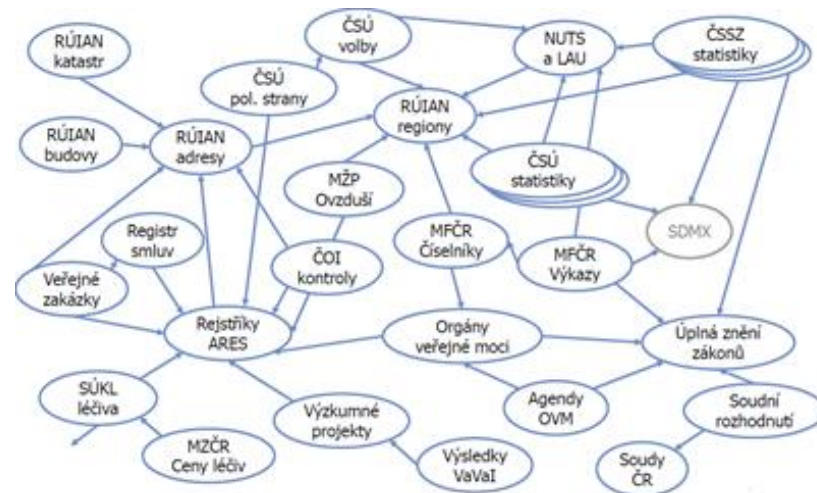 RÚIAN
katastr
ČSÚ
volby
NUTS
a LAU
ČSSZ
statistiky
ČSÚ
pol. strany
RÚIAN
regiony
RÚIAN
budovy
RÚIAN
adresy
MŽP
Ovzduší
ČSÚ
statistiky
Registr
smluv
ČOI
kontroly
MFČR
Číselníky
MFČR
Výkazy
SDMX
Veřejné
zakázky
Rejstříky
ARES
Orgány
veřejné moci
Úplná znění
zákonů
SÚKL
léčiva
Výzkumné
projekty
Agendy
OVM
Soudní
rozhodnutí
MZČR
Ceny léčiv
Výsledky
VaVaI
Soudy
ČR